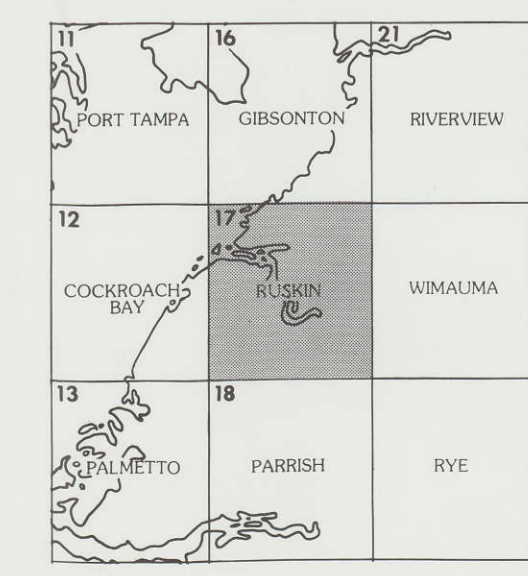 11
16
21
PORT TAMPA
GIBSONTON
RIVERVIEW
12
17
COCKROACH
BAY
RUSKIN
WIMAUMA
13
18
PALMETTO
PARRISH
RYE